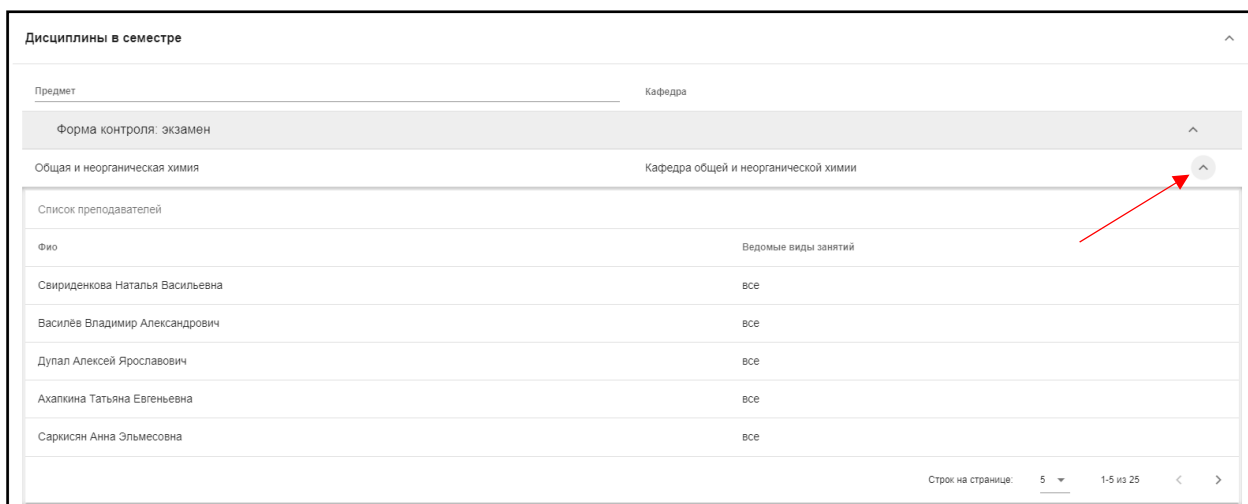 Дисциплины в семестре
Предмет Кафедра
Форма контроля: экзамен
Общая и неорганическая химия Кафедра общей и неорганической химии
Список преподавателей
Фио Ведомые виды занятий
Свириденкова Наталья Васильевна все
Василёв Владимир Александрович все
Дупал Алексей Ярославович все
Ахапкина Татьяна Евгеньевна все
Саркисян Анна Эльмесовна все
Строк на странице: 5 1-5 из 25